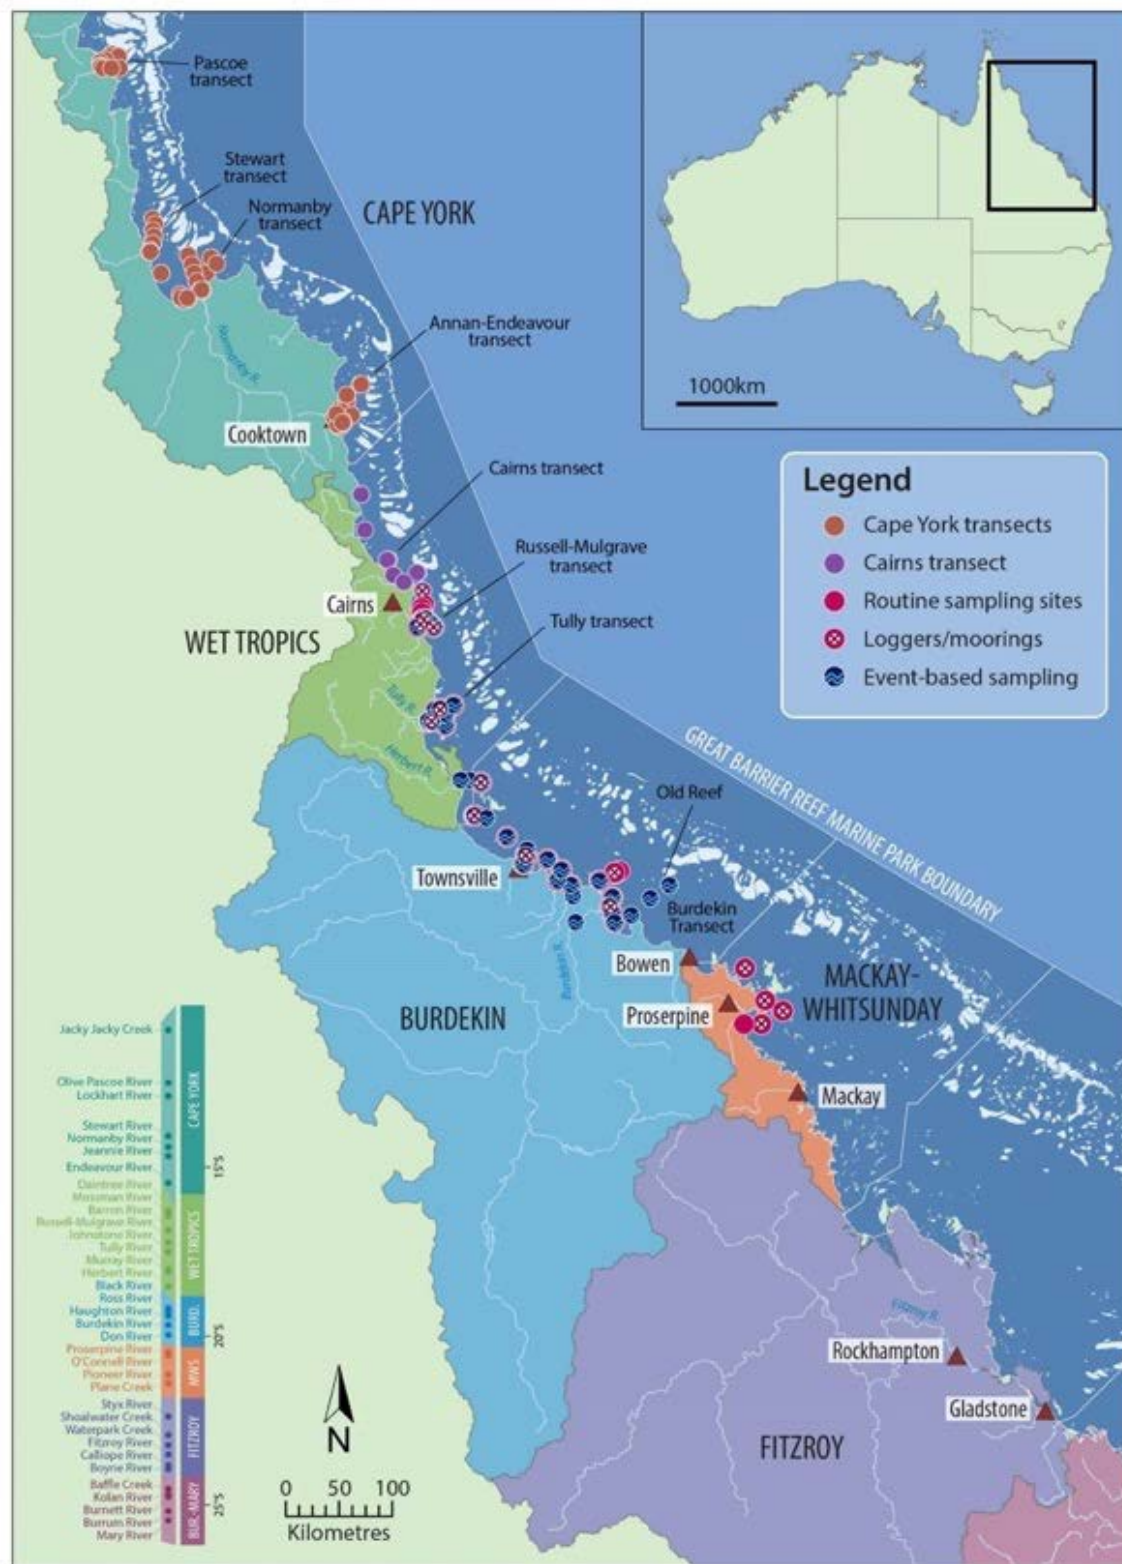 Pascoe
transect
Stewart
transect
Normanby
transect
CAPE YORK
Annan-Endeavour
transect
Normanby R.
Cooktown
1000km
Legend
Cape York transects
Cairns transect
Routine sampling sites
Loggers/moorings
Event-based sampling
Cairns transect
Russell-Mulgrave
transect
Cairns
Tully transect
WET TROPICS
Tully R.
Herbert R.
GREAT BARRIER REEF MARINE PARK BOUNDARY
Old Reef
Townsville
Burdekin
Transect
Burdekin R.
Bowen
MACKAY-
WHITSUNDAY
Proserpine
BURDEKIN
Mackay
Fitzroy R.
Rockhampton
Gladstone
FITZROY
Jacky Jacky Creek
Olive Pascoe River
Lockhart River
Stewart River
Normanby River
Jeannie River
Endeavour River
Daintree River
Mossman River
Barron River
Russell-Mulgrave River
Johnstone River
Tully River
Murray River
Herbert River
Black River
Ross River
Haughton River
Burdekin River
Don River
Proserpine River
O'Connell River
Pioneer River
Plane Creek
Styx River
Shoalwater Creek
Waterpark Creek
Fitzroy River
Calliope River
Boyne River
Baffle Creek
Kolan River
Burnett River
Burrum River
Mary River
CAPE YORK
WET TROPICS
BURD.
MWS
FITZROY
BUR-MARY
15°S
20°S
25°S
N
0 50 100
Kilometres